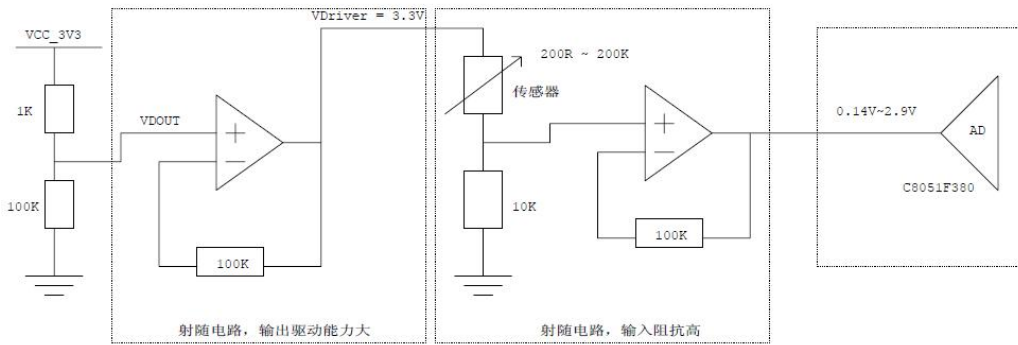 VDriver = 3.3V
VCC_3V3
1K
VDOUT
100K
100K
射随电路, 输出驱动能力大
200R ~ 200K
传感器
10K
100K
射随电路, 输入阻抗高
0.14V~2.9V
AD
C8051F380